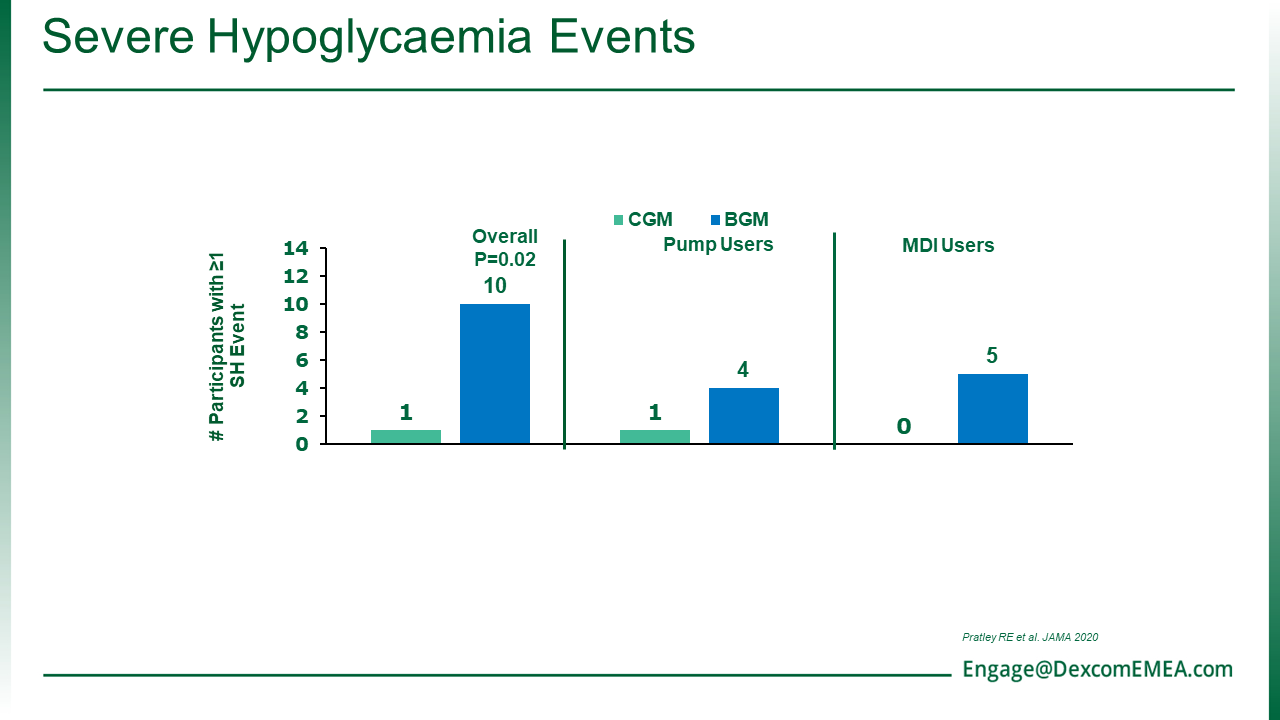 Severe Hypoglycaemia Events
CGM
BGM
Overall
P=0.02
Pump Users
MDI Users
# Participants with ≥1
SH Event
14
12
10
8
6
4
2
0
1
10
1
4
0
5
Pratley RE et al. JAMA 2020
Engage@DexcomEMEA.com